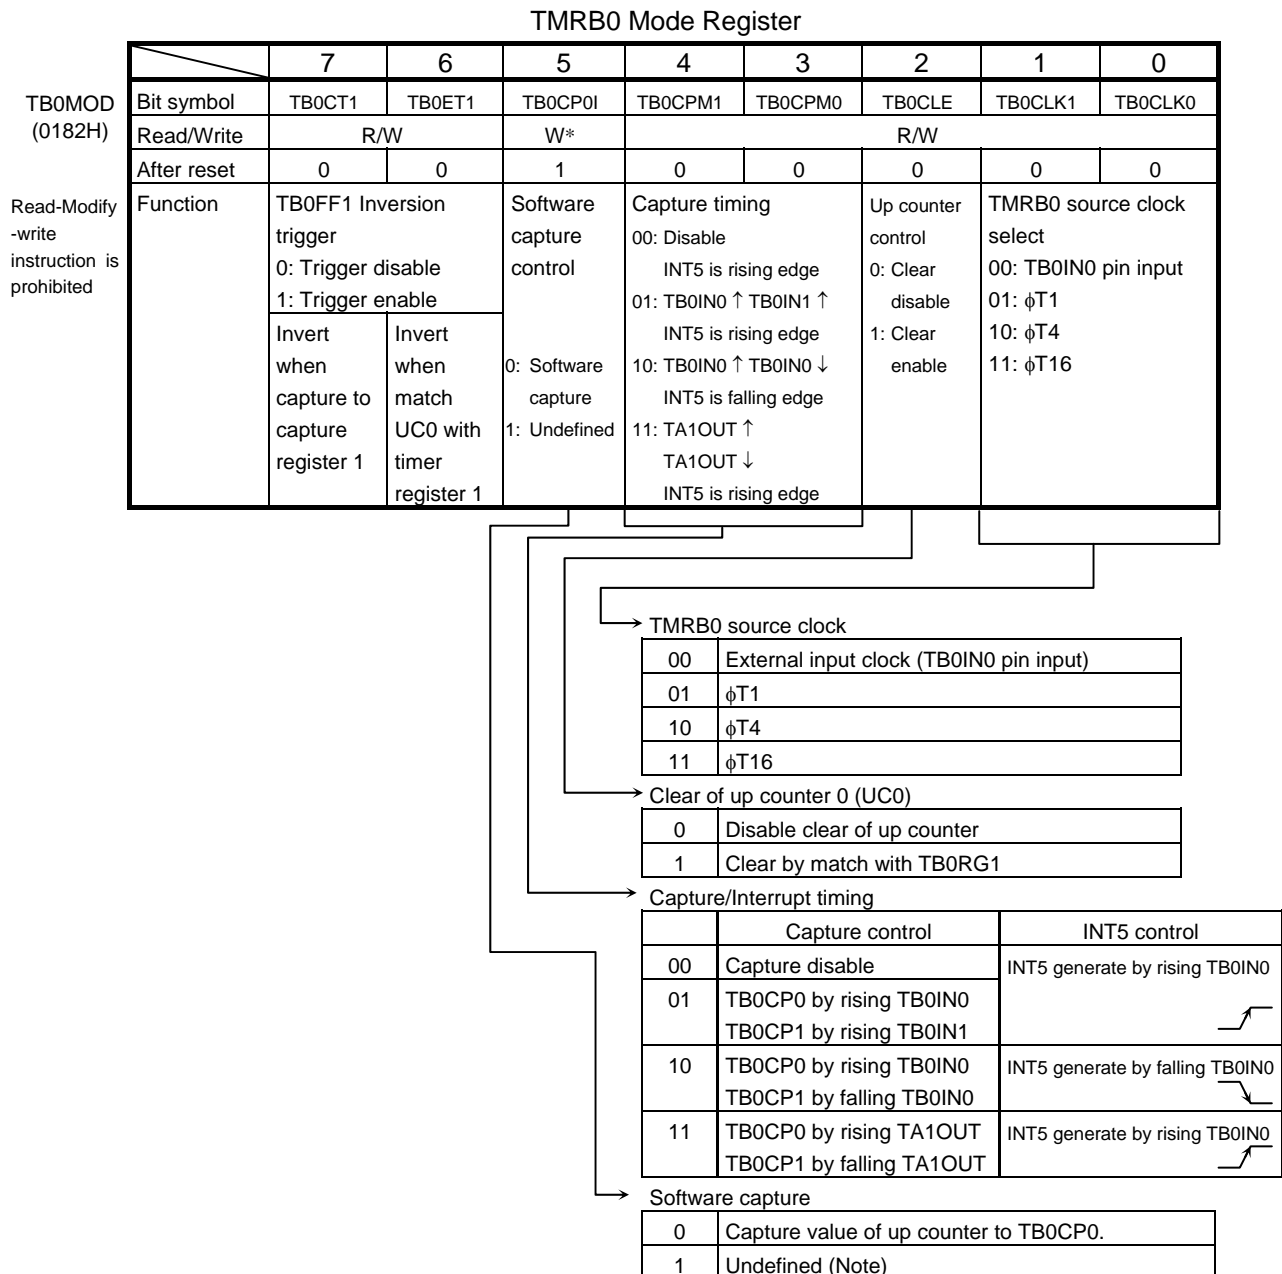 TMRB0 Mode Register
7 6 5 4 3 2 1 0
TB0MOD
(0182H)
Bit symbol TB0CT1 TB0ET1 TB0CP0I TB0CPM1 TB0CPM0 TB0CLE TB0CLK1 TB0CLK0
Read/Write R/W W* R/W
After reset 0 0 1 0 0 0 0 0
Read-Modify
-write
instruction is
prohibited
Function
TB0FF1 Inversion
trigger
0: Trigger disable
1: Trigger enable
Invert
when
capture to
capture
register 1
Invert
when
match
UC0 with
timer
register 1
Software
capture
control
0: Software
capture
1: Undefined
Capture timing
00: Disable
INT5 is rising edge
01: TB0IN0 ↑ TB0IN1 ↑
INT5 is rising edge
10: TB0IN0 ↑ TB0IN0 ↓
INT5 is falling edge
11: TA1OUT ↑
TA1OUT ↓
INT5 is rising edge
Up counter
control
0: Clear
disable
1: Clear
enable
TMRB0 source clock
select
00: TB0IN0 pin input
01: ϕT1
10: ϕT4
11: ϕT16
TMRB0 source clock
00 External input clock (TB0IN0 pin input)
01 ϕT1
10 ϕT4
11 ϕT16
Clear of up counter 0 (UC0)
0 Disable clear of up counter
1 Clear by match with TB0RG1
Capture/Interrupt timing
Capture control INT5 control
00 Capture disable INT5 generate by rising TB0IN0
01 TB0CP0 by rising TB0IN0
TB0CP1 by rising TB0IN1
10 TB0CP0 by rising TB0IN0 INT5 generate by falling TB0IN0
TB0CP1 by falling TB0IN0
11 TB0CP0 by rising TA1OUT INT5 generate by rising TB0IN0
TB0CP1 by falling TA1OUT
Software capture
0 Capture value of up counter to TB0CP0.
1 Undefined (Note)